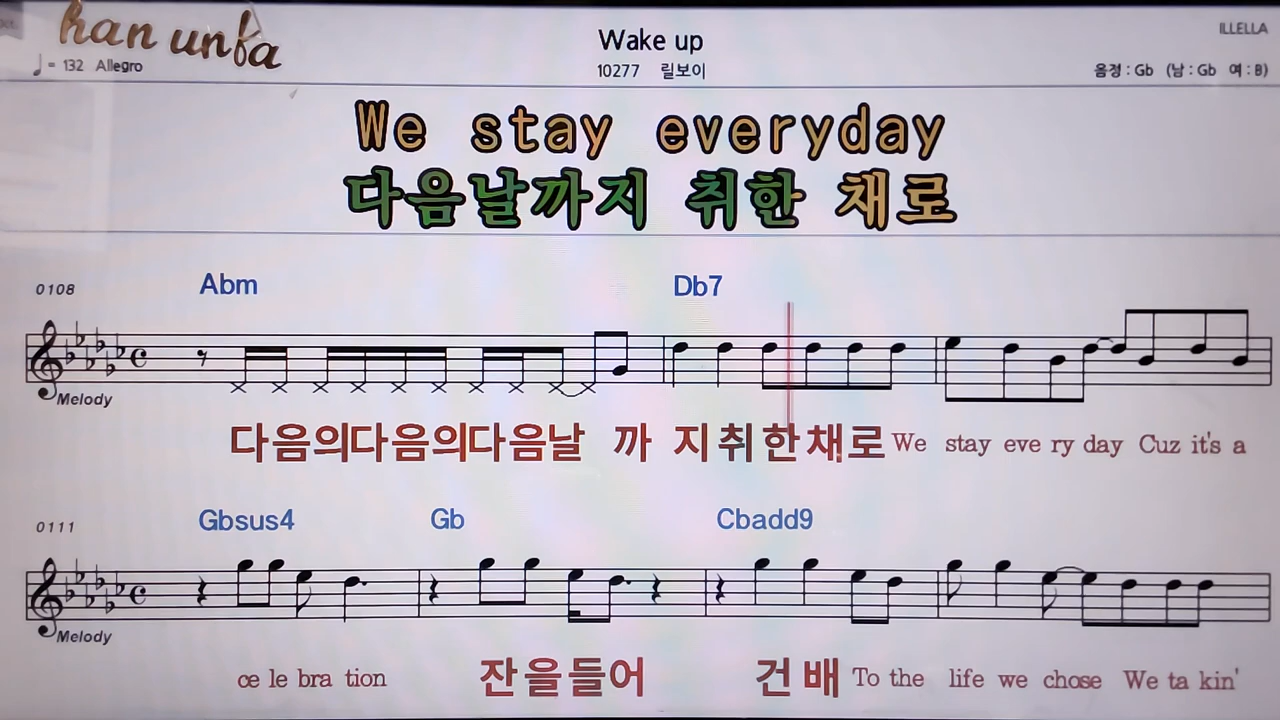 han unfa
ILLELLA
Wake up
♩= 132 Allegro
10277 릴보이
음정 : Gb (남 : Gb 여 : B)
We stay everyday
다음날까지 취한 채로
0108
Abm Db7
Melody
다음의다음의다음날 까 지취한채로We stay eve ry day Cuz it's a
0111
Gbsus4 Gb Cbadd9
Melody
ce le bra tion 잔을들어 건배To the life we chose We ta kin'